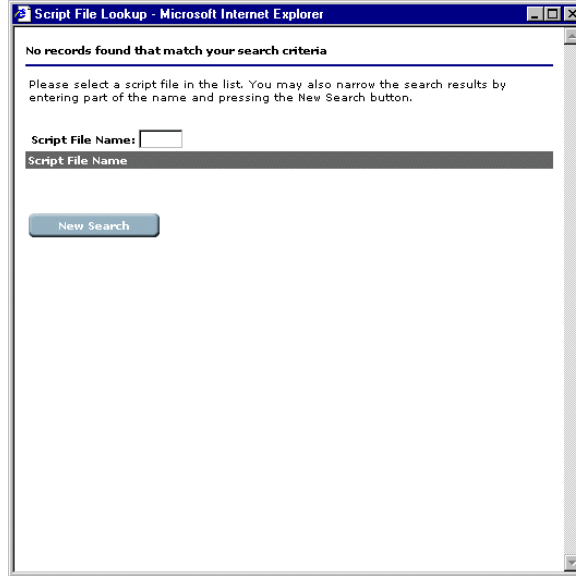 Script File Lookup - Microsoft Internet Explorer
No records found that match your search criteria
Please select a script file in the list. You may also narrow the search results by
entering part of the name and pressing the New Search button.
Script File Name:
Script File Name
New Search